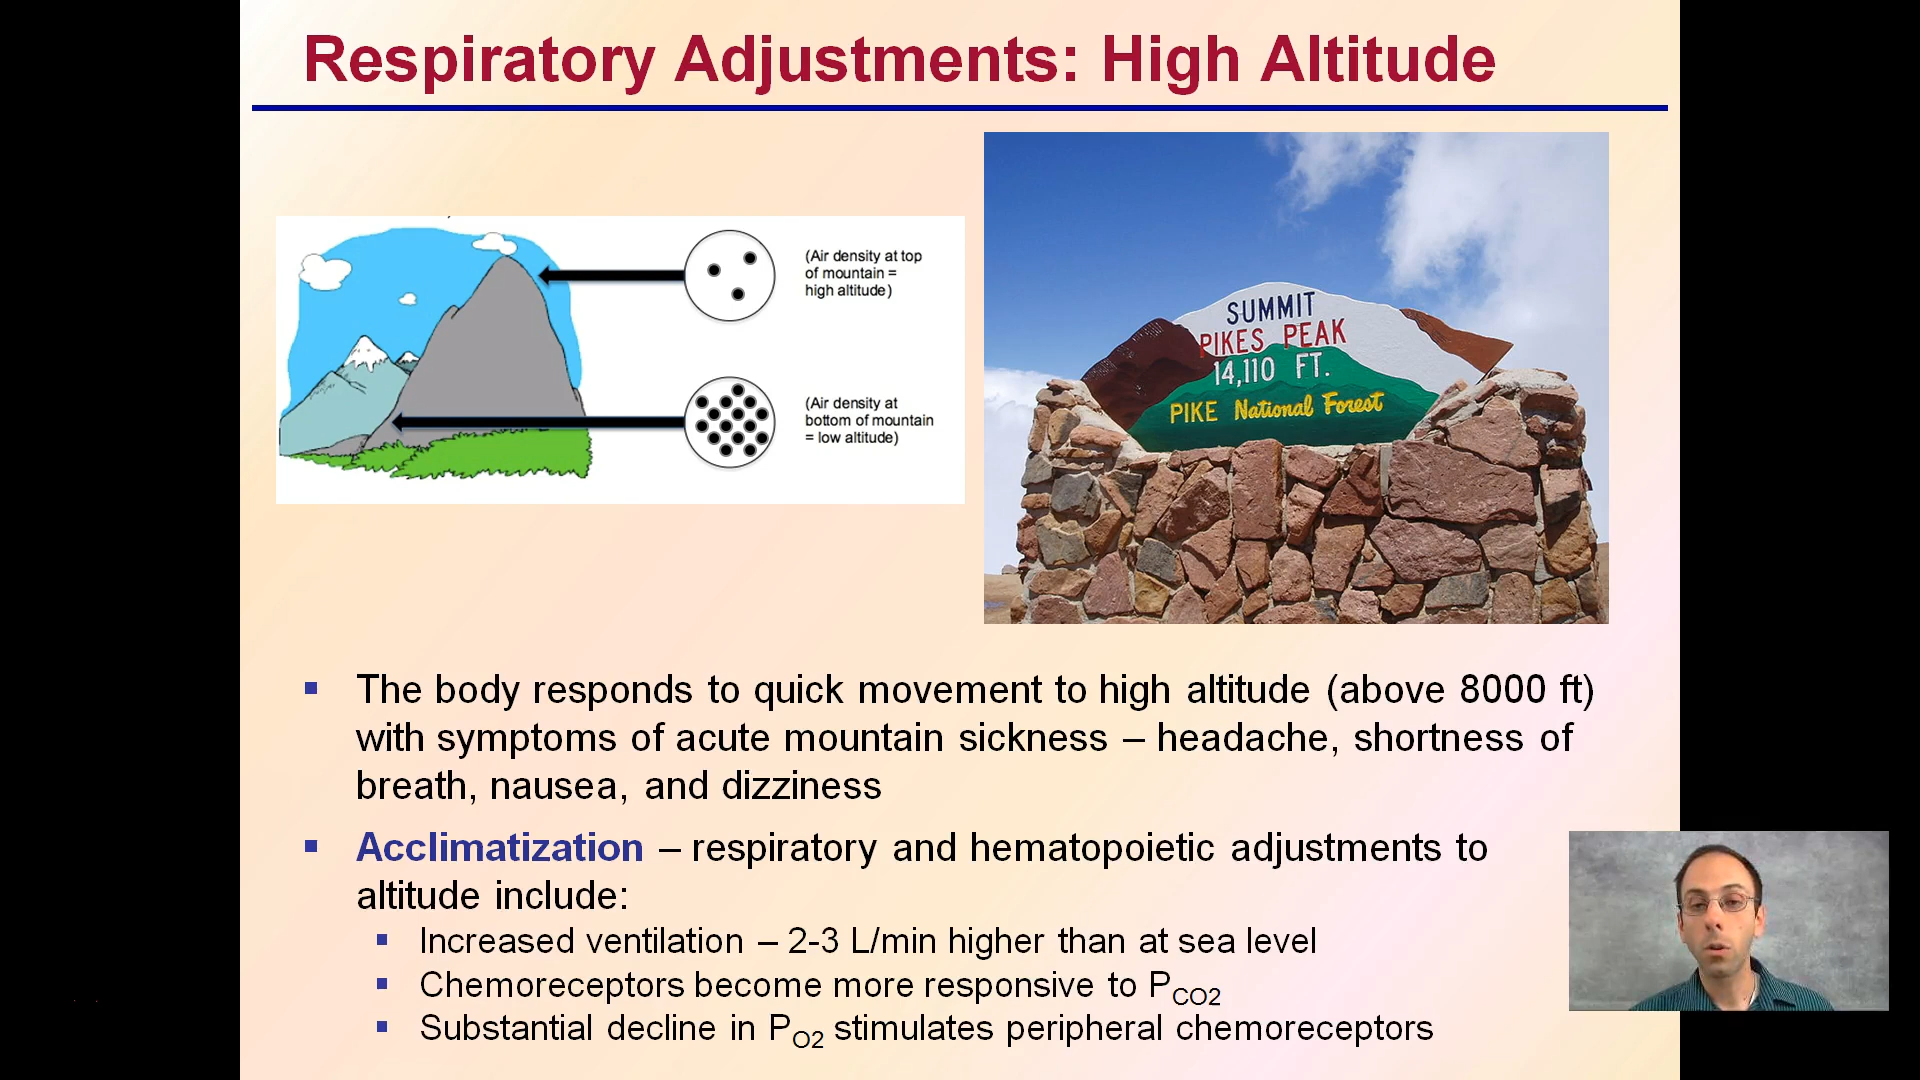 Respiratory Adjustments: High Altitude
(Air density at top
of mountain =
high altitude)
(Air density at
bottom of mountain
= low altitude)
SUMMIT
PIKES PEAK
14,110 FT.
PIKE National Forest
▪ The body responds to quick movement to high altitude (above 8000 ft)
with symptoms of acute mountain sickness – headache, shortness of
breath, nausea, and dizziness
▪ Acclimatization – respiratory and hematopoietic adjustments to
altitude include:
▪ Increased ventilation – 2-3 L/min higher than at sea level
▪ Chemoreceptors become more responsive to PCO2
▪ Substantial decline in PO2 stimulates peripheral chemoreceptors